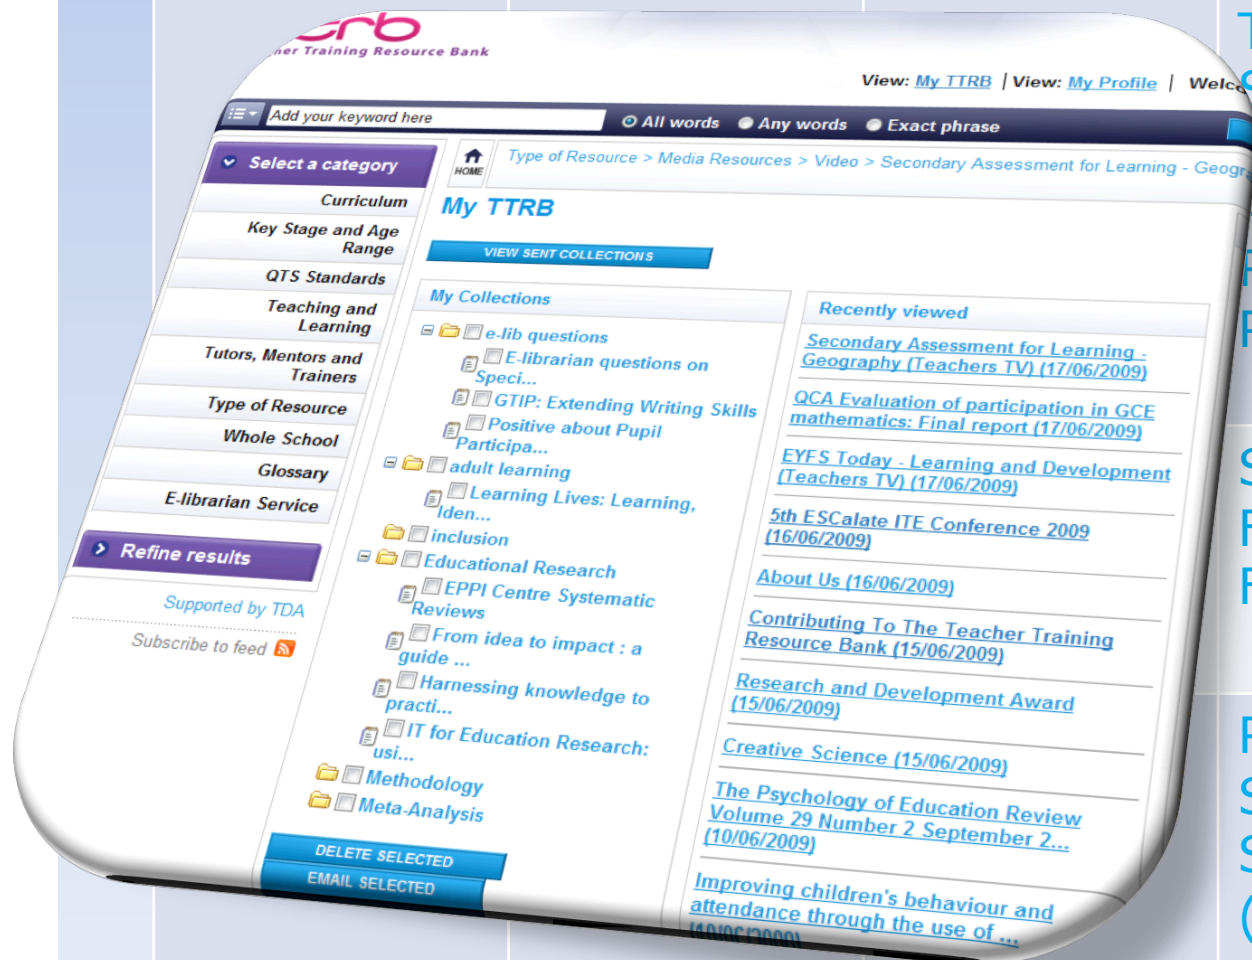 Resource Bank
View: My TTRB | View: My Profile |
Add your keyword here
All words Any words Exact phrase
Select a category
Curriculum
Key Stage and Age
Range
QTS Standards
Teaching and
Learning
Tutors, Mentors and
Trainers
Type of Resource
Whole School
Glossary
E-librarian Service
Refine results
Supported by TDA
Subscribe to feed
HOME
Type of Resource > Media Resources > Video > Secondary Assessment for Learning -
My TTRB
VIEW SENT COLLECTIONS
My Collections
e-lib questions
E-librarian questions on
Speci...
GTIP: Extending Writing Skills
Positive about Pupil
Participa...
adult learning
Learning Lives: Learning,
Iden...
inclusion
Educational Research
EPPI Centre Systematic
Reviews
From idea to impact : a
guide ...
Harnessing knowledge to
practi...
IT for Education Research:
usi...
Methodology
Meta-Analysis
DELETE SELECTED
EMAIL SELECTED
Recently viewed
Secondary Assessment for Learning -
Geography (Teachers TV) (17/06/2009)
QCA Evaluation of participation in GCE
mathematics: Final report (17/06/2009)
EYFS Today - Learning and Development
(Teachers TV) (17/06/2009)
5th ESCalate ITE Conference 2009
(16/06/2009)
About Us (16/06/2009)
Contributing To The Teacher Training
Resource Bank (15/06/2009)
Research and Development Award
(15/06/2009)
Creative Science (15/06/2009)
The Psychology of Education Review
Volume 29 Number 2 September 2...
(10/06/2009)
Improving children's behaviour and
attendance through the use of ...